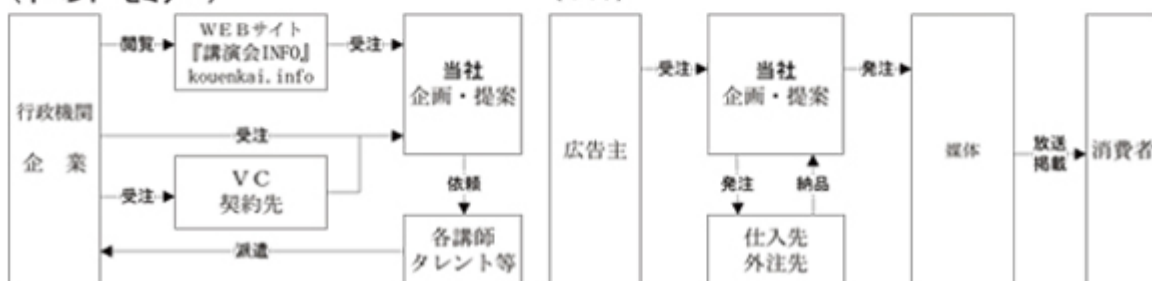 行政機関
企　業
閲覧
ＷＥＢサイト
『講演会INFO』
kouenkai.info
受注
当社
企画・提案
受注
受注
ＶＣ
契約先
依頼
各講師
タレント等
派遣
広告主
受注
当社
企画・提案
発注
納品
仕入先
外注先
発注
媒体
放送
掲載
消費者